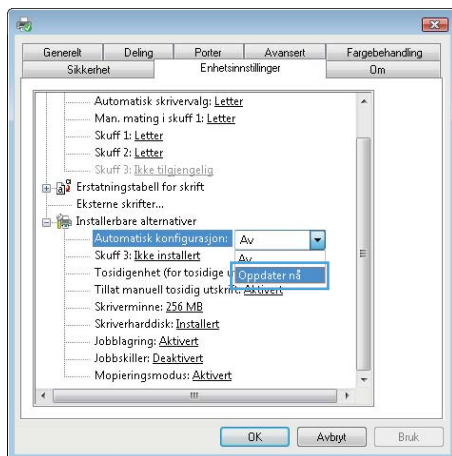 Generelt Deling Porter Avansert Fargebehandling
Sikkerhet Enhetsinnstillinger Om
Automatisk skrivervalg: Letter
Man. mating i skuff 1: Letter
Skuff 1: Letter
Skuff 2: Letter
Skuff 3: Ikke tilgjengelig
Erstatningstabell for skrift
Eksterne skrifter...
Installerbare alternativer
Automatisk konfigurasjon: Av
Skuff 3: Ikke installert Av
Tosidigenhet (for tosidige Oppdater nå
Tillat manuell tosidig utskrift: Aktivert
Skriverminne: 256 MB
Skriverharddisk: Installert
Jobblagring: Aktivert
Jobbskiller: Deaktivert
Mopieringsmodus: Aktivert
OK Avbryt Bruk